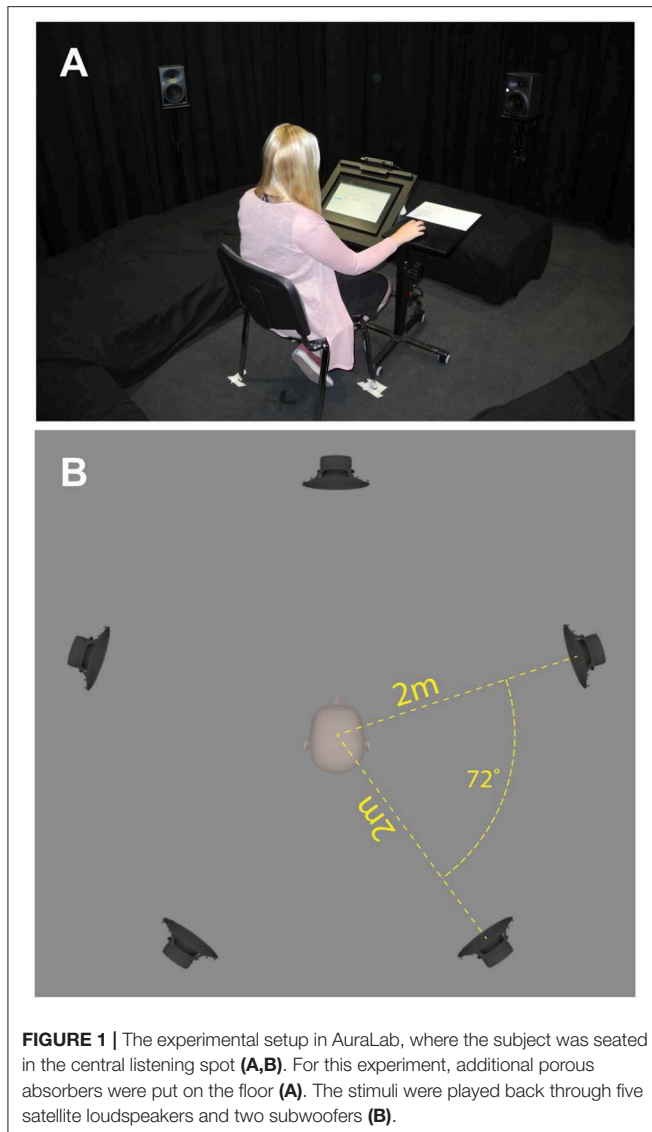 A
B
2m
72°
2m
FIGURE 1 | The experimental setup in AuraLab, where the subject was seated
in the central listening spot (A,B). For this experiment, additional porous
absorbers were put on the floor (A). The stimuli were played back through five
satellite loudspeakers and two subwoofers (B).